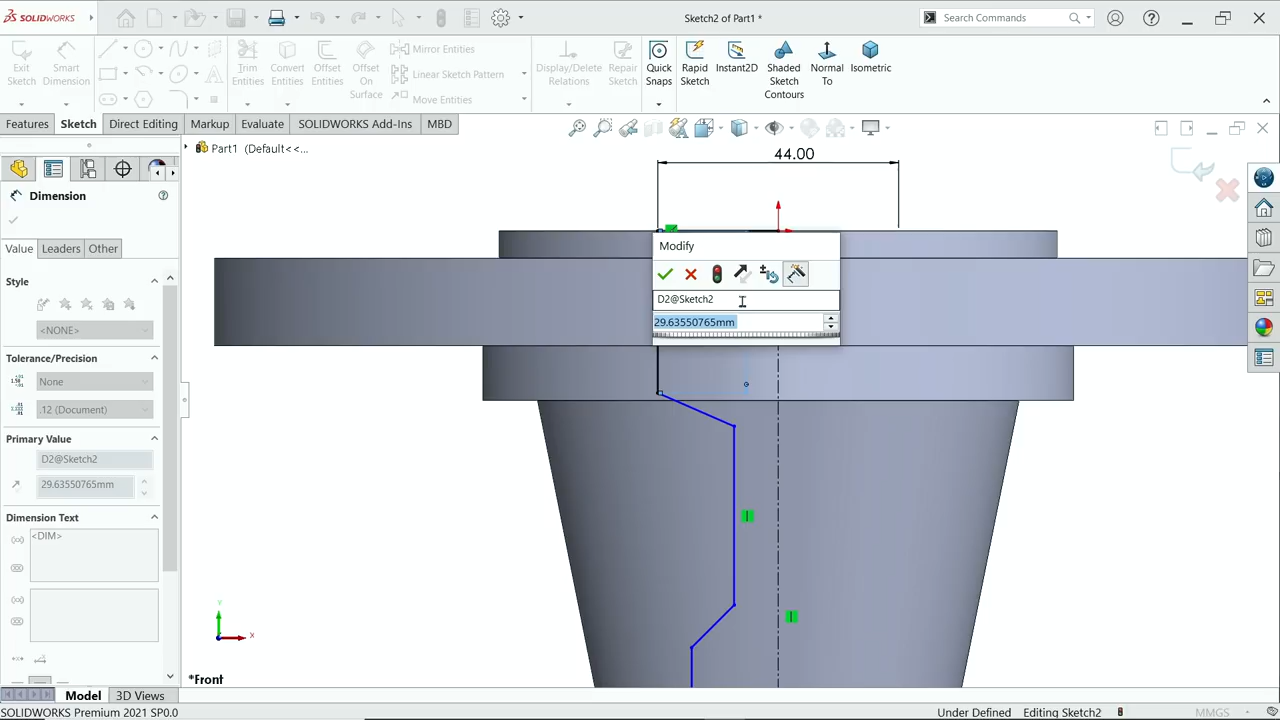 SOLIDWORKS
Sketch2 of Part1 *
Search Commands
Exit Sketch
Smart Dimension
Trim Entities
Convert Entities
Offset Entities
Offset On Surface
Mirror Entities
Linear Sketch Pattern
Move Entities
Display/Delete Relations
Repair Sketch
Quick Snaps
Rapid Sketch
Instant2D
Shaded Sketch Contours
Normal To
Isometric
Features
Sketch
Direct Editing
Markup
Evaluate
SOLIDWORKS Add-Ins
MBD
Part1 (Default<<...
44.00
Dimension
Value
Leaders
Other
Style
<NONE>
Tolerance/Precision
None
.12 (Document)
Primary Value
D2@Sketch2
29.63550765mm
Dimension Text
<DIM>
Modify
D2@Sketch2
29.63550765mm
Y
X
*Front
Model
3D Views
SOLIDWORKS Premium 2021 SP0.0
Under Defined
Editing Sketch2
MMGS